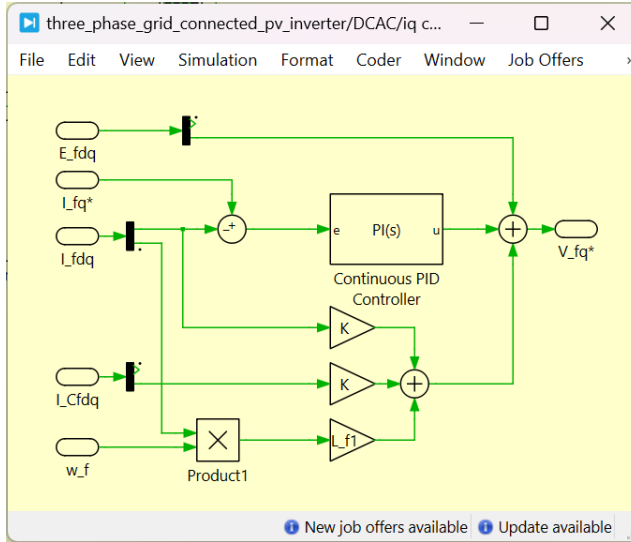 three_phase_grid_connected_pv_inverter/DCAC/iq c...
File Edit View Simulation Format Coder Window Job Offers
E_fdq
I_fq*
I_fdq
e PI(s) u
V_fq*
Continuous PID
Controller
K
K
I_Cfdq
L_f1
w_f
Product1
New job offers available Update available